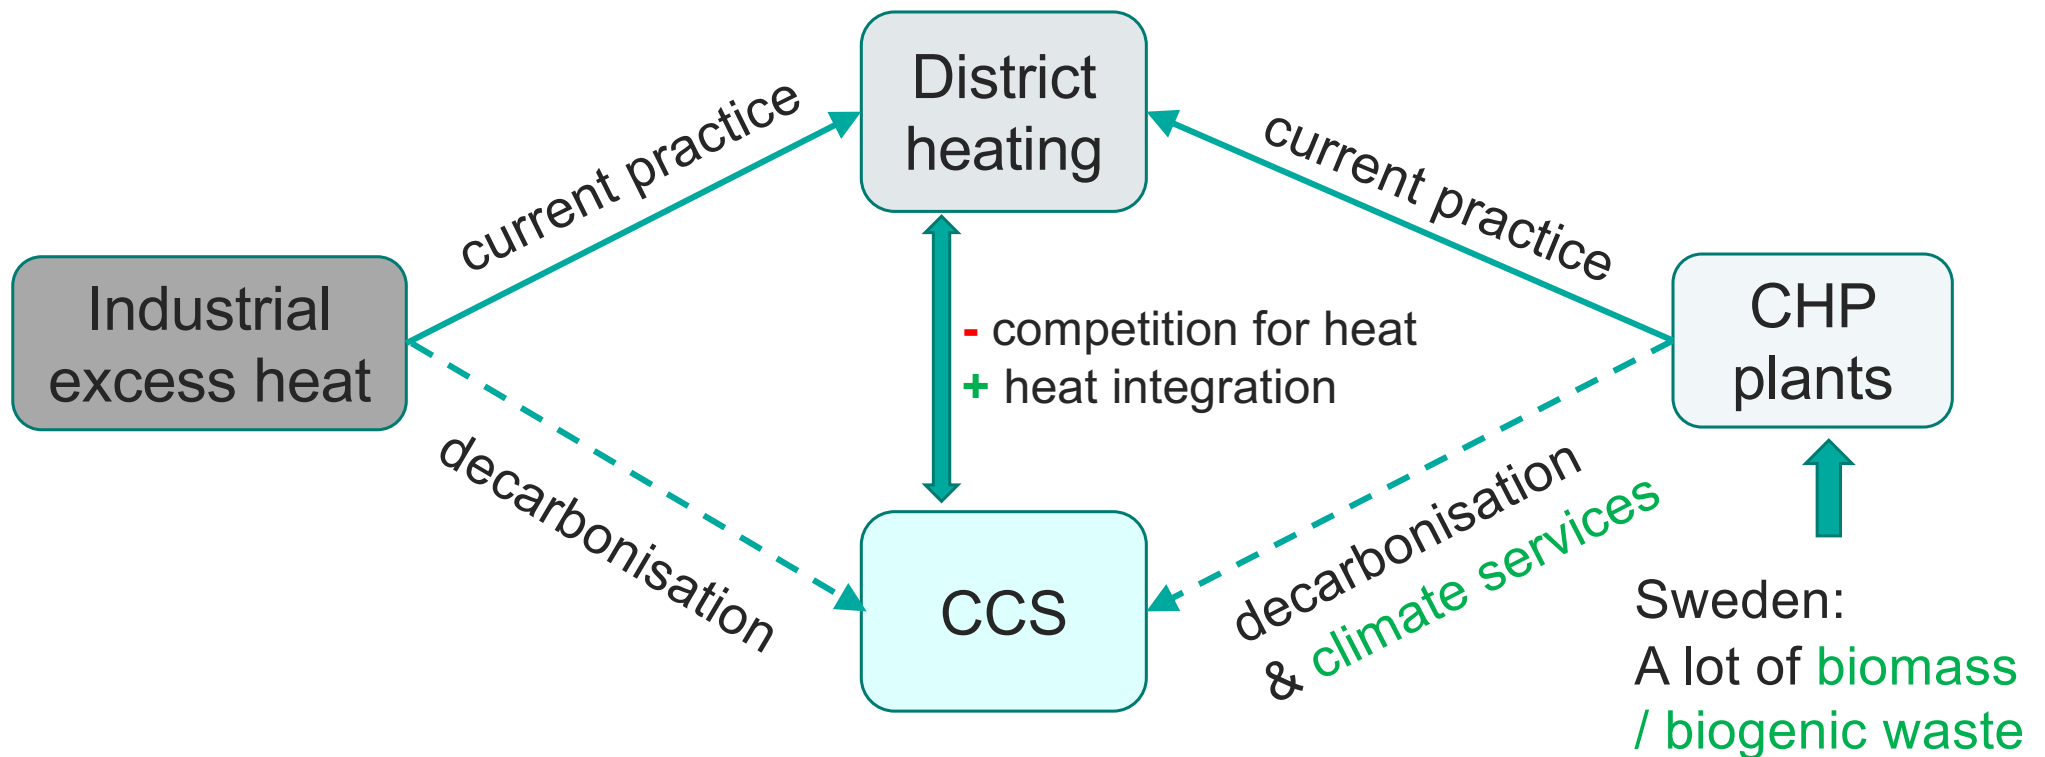 District
heating
current practice
current practice
Industrial
excess heat
- competition for heat
+ heat integration
CHP
plants
decarbonisation
CCS
decarbonisation
& climate services
Sweden:
A lot of biomass
/ biogenic waste